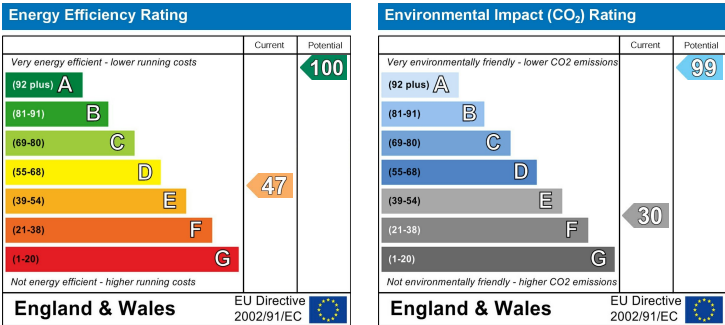 Energy Efficiency Rating
Current Potential
Very energy efficient - lower running costs
100
(92 plus) A
(81-91) B
(69-80) C
(55-68) D
47
(39-54) E
(21-38) F
(1-20) G
Not energy efficient - higher running costs
England & Wales
EU Directive
2002/91/EC
Environmental Impact (CO₂) Rating
Current Potential
Very environmentally friendly - lower CO2 emissions
99
(92 plus) A
(81-91) B
(69-80) C
(55-68) D
(39-54) E
30
(21-38) F
(1-20) G
Not environmentally friendly - higher CO2 emissions
England & Wales
EU Directive
2002/91/EC